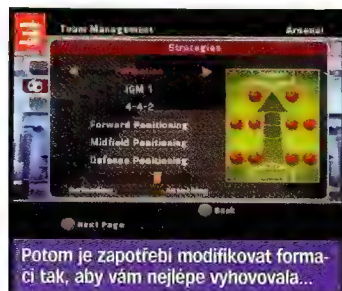 Team Management
Arsenal
Strategies
Formation
IGM 1
4-4-2
Forward Positioning
Midfield Positioning
Defense Positioning
Back
Next Page
Potom je zapotřebí modifikovat forma-
ci tak, aby vám nejlépe vyhovovala...